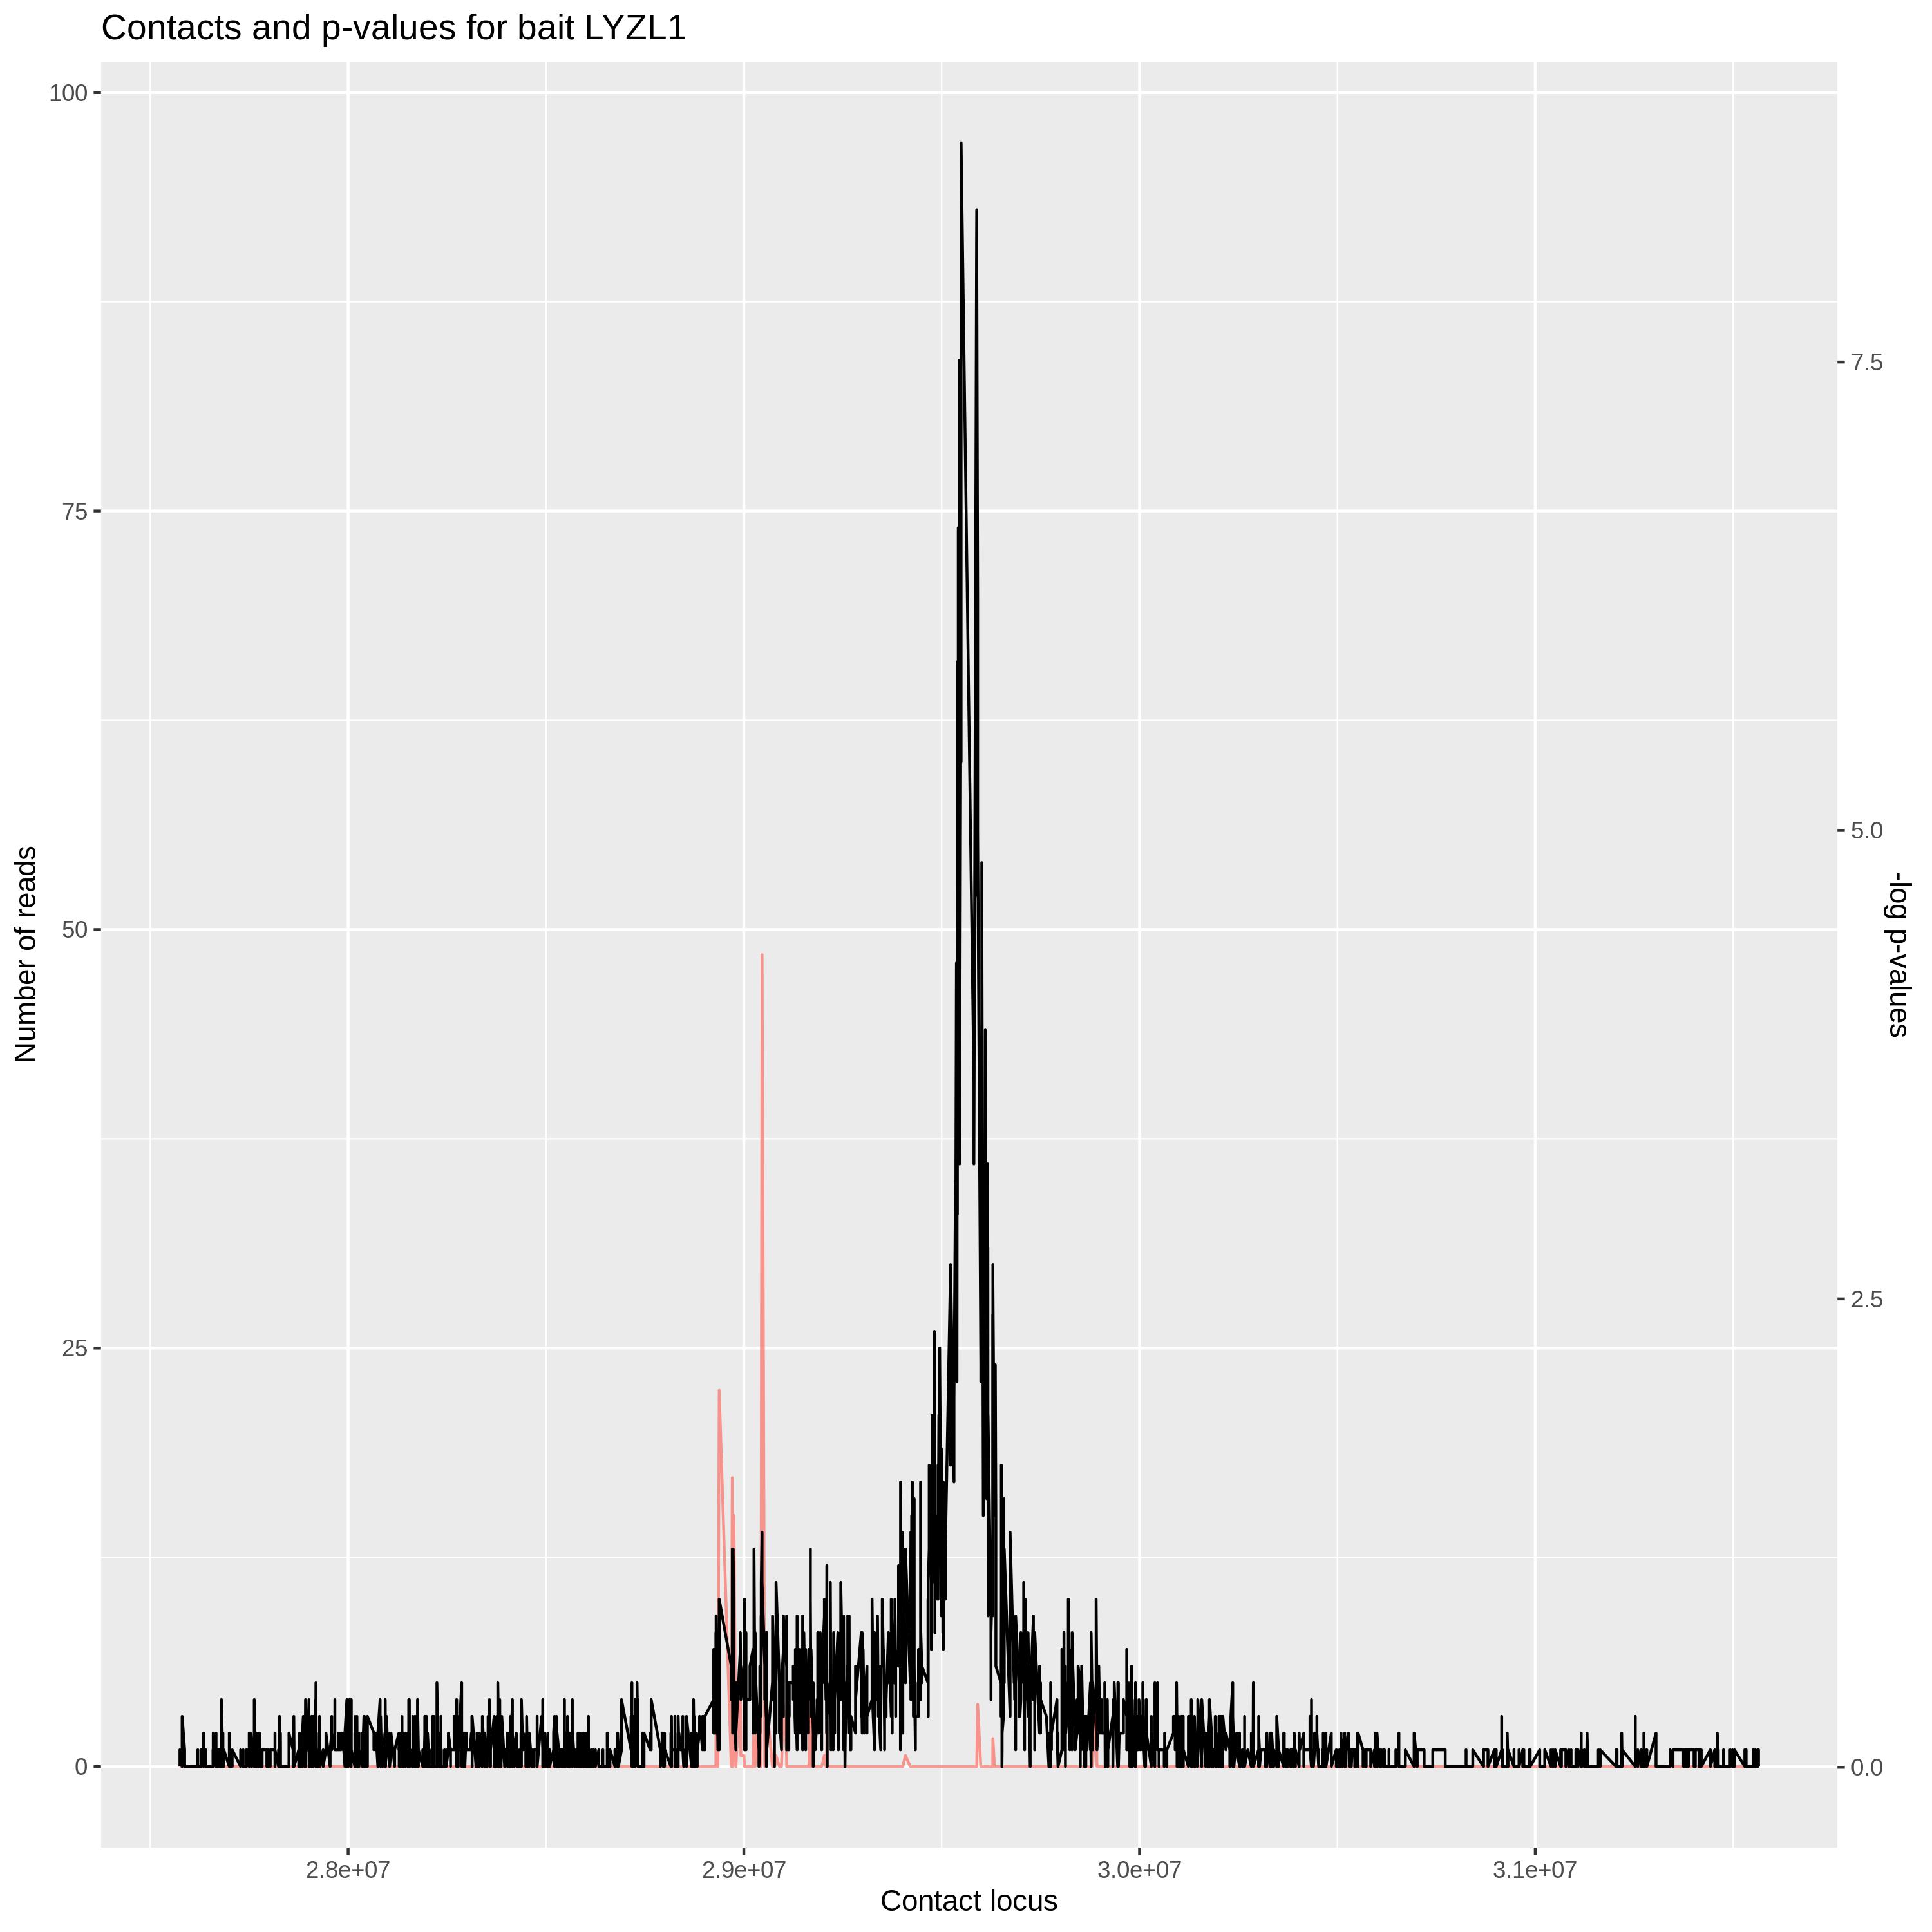 Contacts and p-values for bait LYZL1
100
75
50
25
0
Number of reads
7.5
5.0
2.5
0.0
-log p-values
2.8e+07
2.9e+07
3.0e+07
3.1e+07
Contact locus